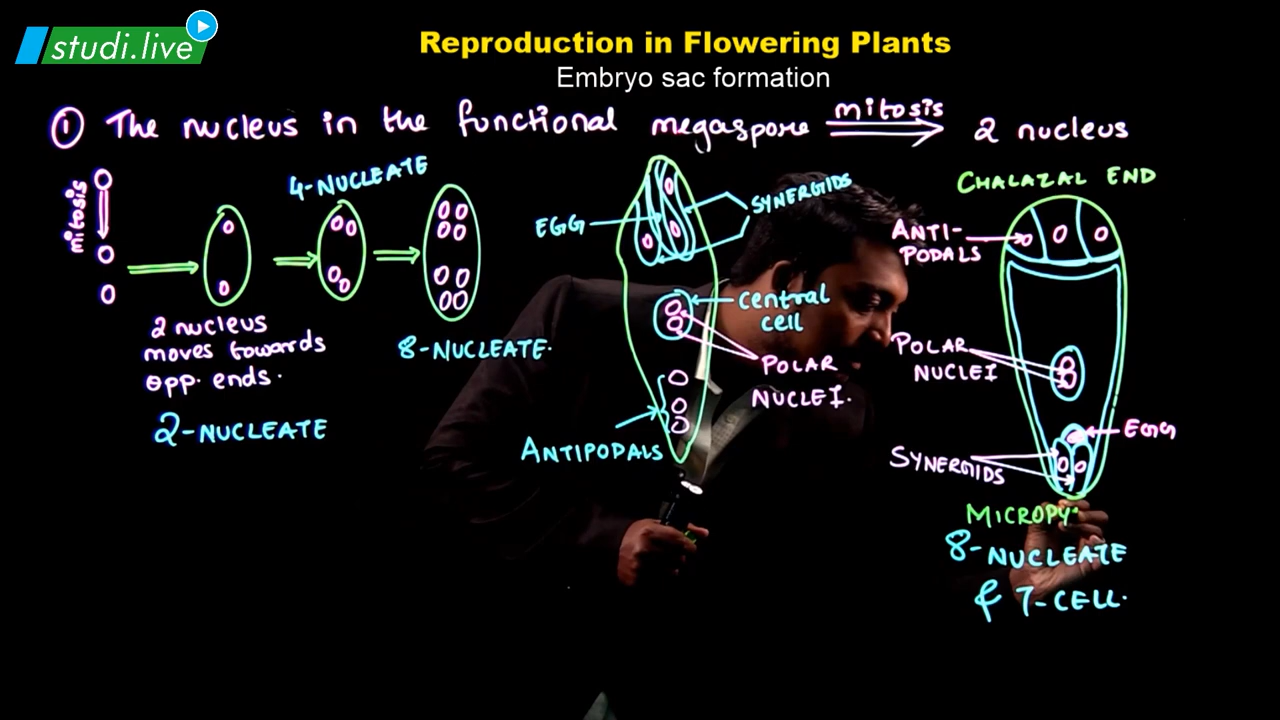 studi.live
Reproduction in Flowering Plants
Embryo sac formation
① The nucleus in the functional megaspore mitosis 2 nucleus
mitosis
2 nucleus
moves towards
opp. ends.
2-NUCLEATE
4-NUCLEATE
8-NUCLEATE.
EGG
SYNERGIDS
central
cell
POLAR
NUCLEI.
ANTIPODALS
CHALAZAL END
ANTI-
PODALS
POLAR
NUCLEI
EGG
SYNERGIDS
MICROPY
8-NUCLEATE
& 7-CELL.